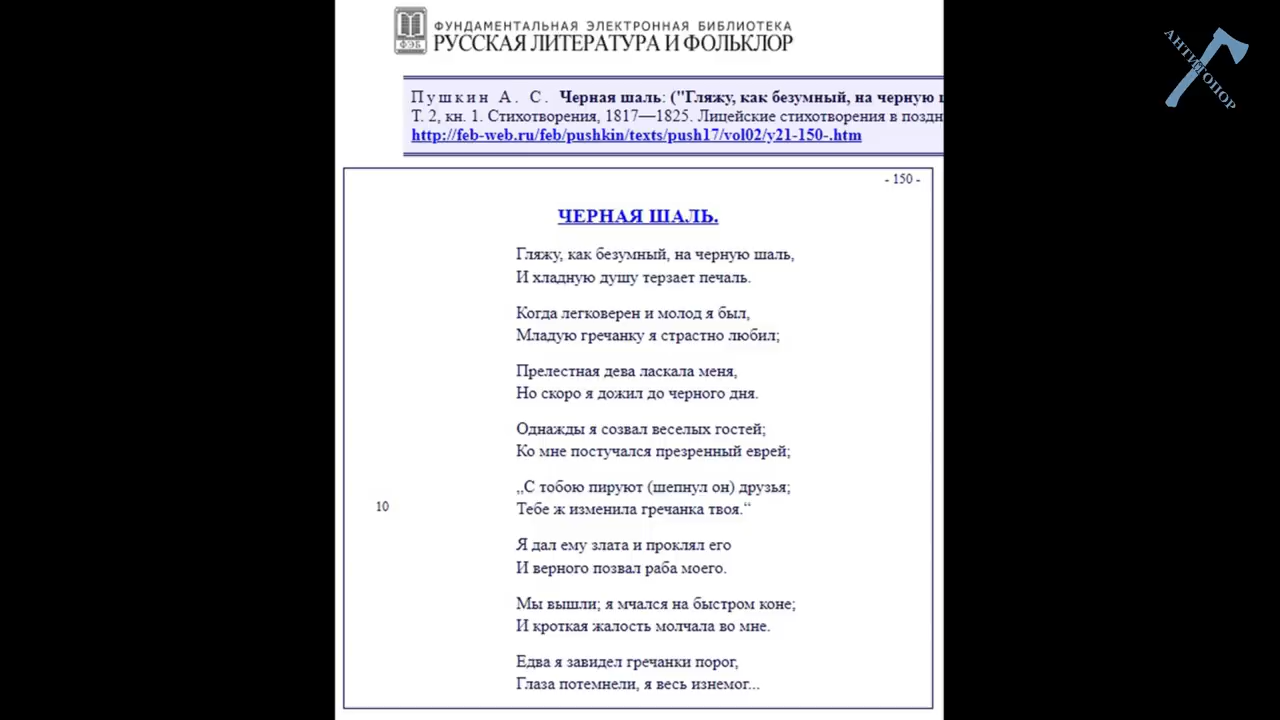 ФУНДАМЕНТАЛЬНАЯ ЭЛЕКТРОННАЯ БИБЛИОТЕКА
ФЭБ
РУССКАЯ ЛИТЕРАТУРА И ФОЛЬКЛОР
АНТИТОПОР
Пушкин А. С. Черная шаль: ("Гляжу, как безумный, на черную
Т. 2, кн. 1. Стихотворения, 1817—1825. Лицейские стихотворения в поздн
http://feb-web.ru/feb/pushkin/texts/push17/vol02/y21-150-.htm
- 150 -
ЧЕРНАЯ ШАЛЬ.
Гляжу, как безумный, на черную шаль,
И хладную душу терзает печаль.
Когда легковерен и молод я был,
Младую гречанку я страстно любил;
Прелестная дева ласкала меня,
Но скоро я дожил до черного дня.
Однажды я созвал веселых гостей;
Ко мне постучался презренный еврей;
„С тобою пируют (шепнул он) друзья;
10 Тебе ж изменила гречанка твоя.“
Я дал ему злата и проклял его
И верного позвал раба моего.
Мы вышли; я мчался на быстром коне;
И кроткая жалость молчала во мне.
Едва я завидел гречанки порог,
Глаза потемнели, я весь изнемог...